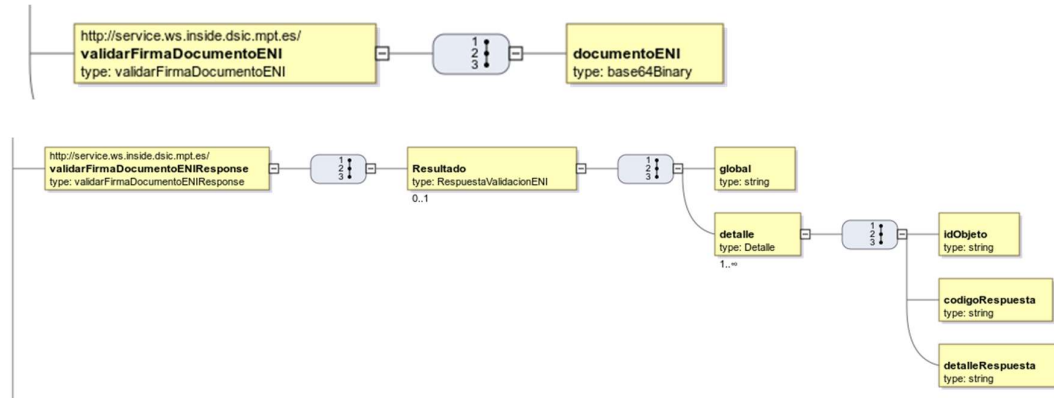 http://service.ws.inside.dsic.mpt.es/
validarFirmaDocumentoENI
type: validarFirmaDocumentoENI
1
2
3
documentoENI
type: base64Binary
http://service.ws.inside.dsic.mpt.es/
validarFirmaDocumentoENIResponse
type: validarFirmaDocumentoENIResponse
1
2
3
Resultado
type: RespuestaValidacionENI
0..1
1
2
3
global
type: string
detalle
type: Detalle
1..∞
1
2
3
idObjeto
type: string
codigoRespuesta
type: string
detalleRespuesta
type: string